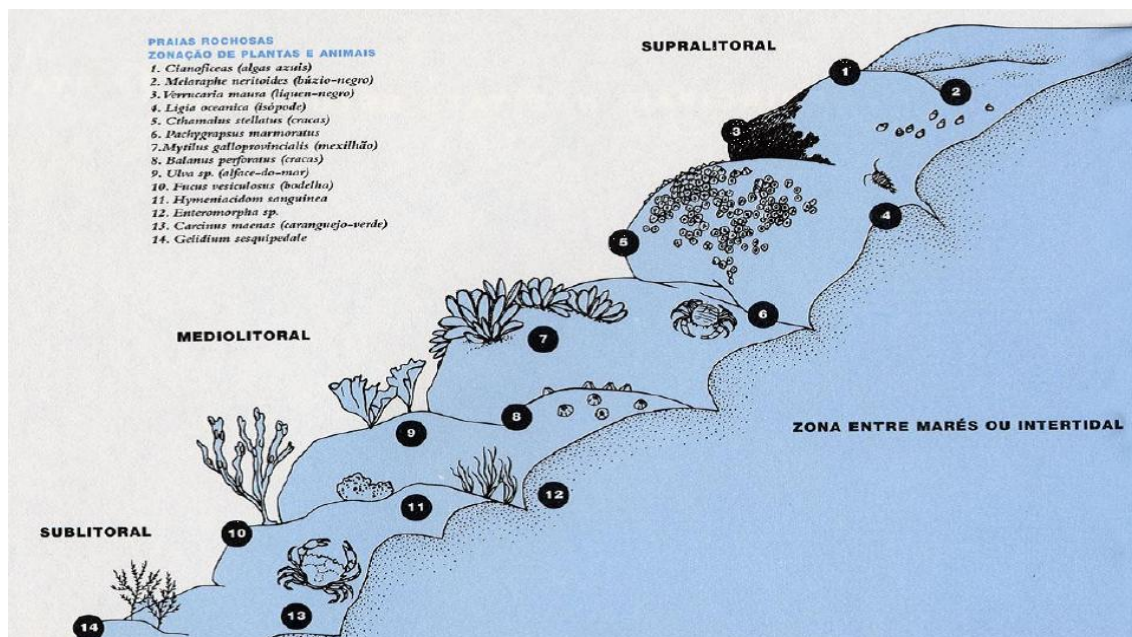 PRAIAS ROCHOSAS
ZONAÇÃO DE PLANTAS E ANIMAIS
1. Cianofíceas (algas azuis)
2. Melaraphe neritoides (búzio-negro)
3. Verrucaria maura (líquen-negro)
4. Ligia oceanica (isópode)
5. Cthamalus stellatus (cracas)
6. Pachygrapsus marmoratus
7. Mytilus galloprovincialis (mexilhão)
8. Balanus perforatus (cracas)
9. Ulva sp. (alface-do-mar)
10. Fucus vesiculosus (bodelha)
11. Hymeniacidom sanguinea
12. Enteromorpha sp.
13. Carcinus maenas (caranguejo-verde)
14. Gelidium sesquipedale
SUPRALITORAL
1
2
3
4
5
6
MEDIOLITORAL
7
8
9
ZONA ENTRE MARÉS OU INTERTIDAL
12
11
SUBLITORAL
10
13
14